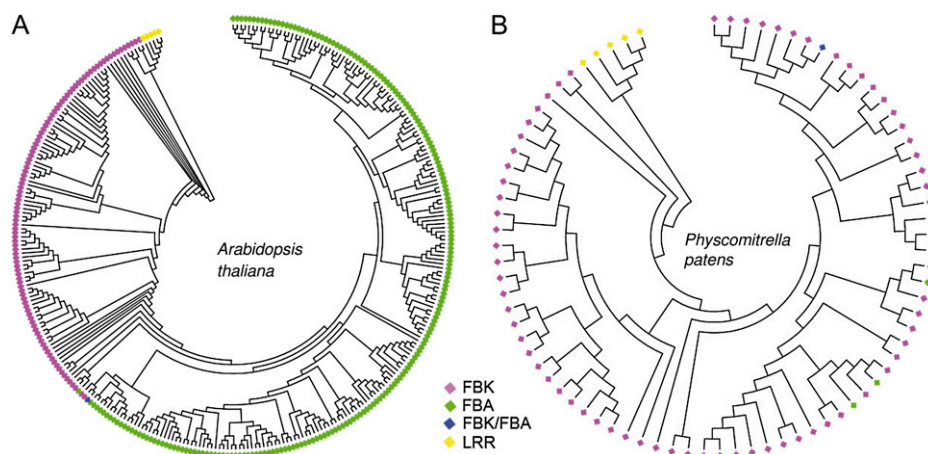 A
B
Arabidopsis
thaliana
Physcomitrella
patens
FBK
FBA
FBK/FBA
LRR